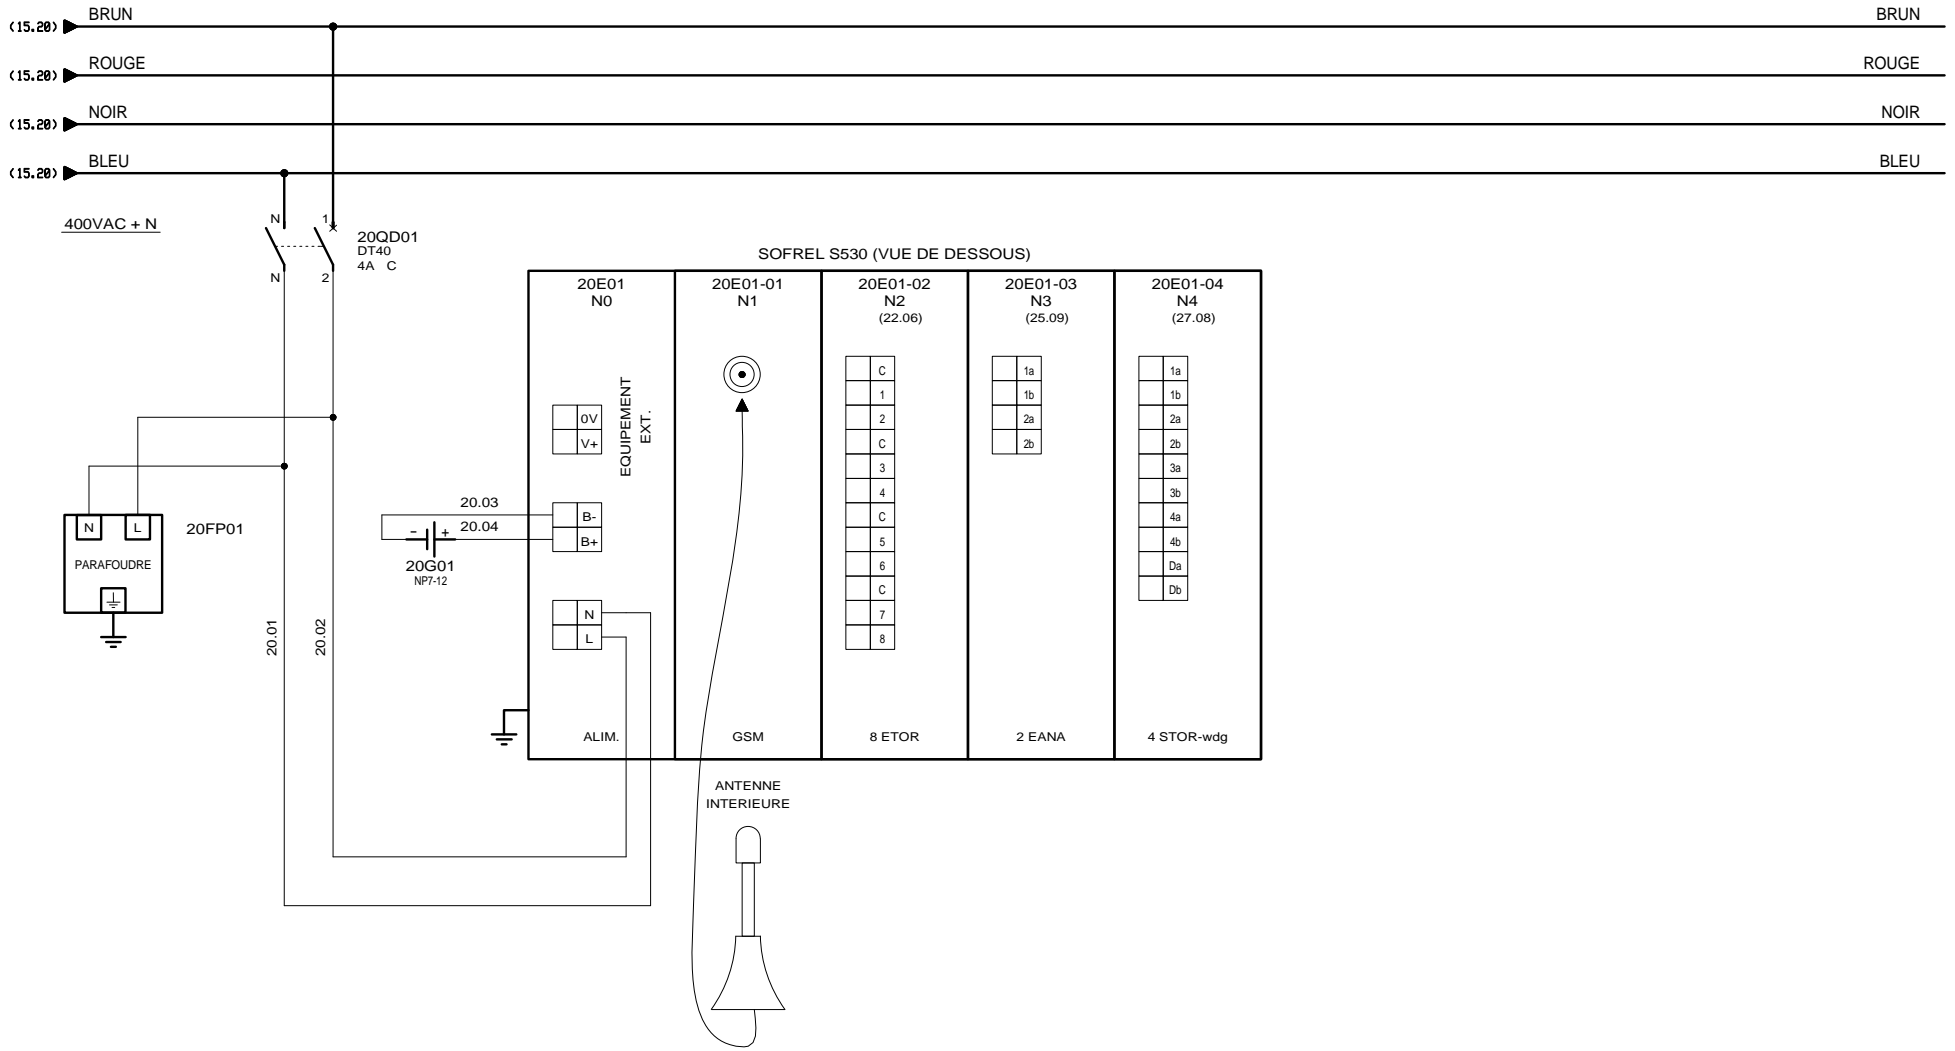 (15.20) BRUN BRUN
(15.20) ROUGE ROUGE
(15.20) NOIR NOIR
(15.20) BLEU BLEU
400VAC + N
N 1
20QD01
DT40
4A C
N 2
SOFREL S530 (VUE DE DESSOUS)
20E01
N0
EQUIPEMENT
EXT.
0V
V+
B-
B+
N
L
ALIM.
20E01-01
N1
GSM
20E01-02
N2
(22.06)
C
1
2
C
3
4
C
5
6
C
7
8
8 ETOR
20E01-03
N3
(25.09)
1a
1b
2a
2b
2 EANA
20E01-04
N4
(27.08)
1a
1b
2a
2b
3a
3b
4a
4b
Da
Db
4 STOR-wdg
20.03
20.04
- +
20G01
NP7-12
N L
20FP01
PARAFOUDRE
20.01
20.02
ANTENNE
INTERIEURE